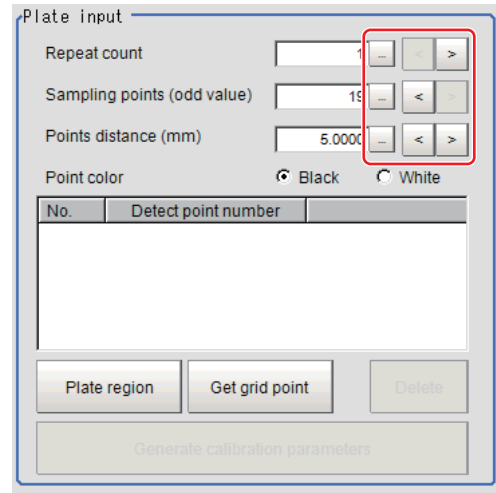 Plate input
Repeat count 1 ... < >
Sampling points (odd value) 19 ... < >
Points distance (mm) 5.0000 ... < >
Point color Black White
No. Detect point number
Plate region Get grid point Delete
Generate calibration parameters